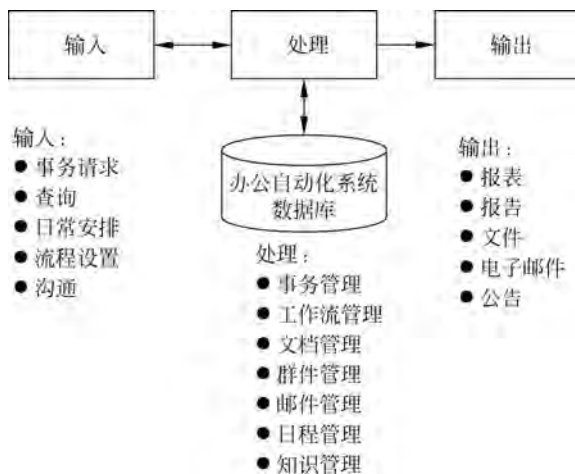 输入
处理
输出
办公自动化系统
数据库
输入：
● 事务请求
● 查询
● 日常安排
● 流程设置
● 沟通
处理：
● 事务管理
● 工作流管理
● 文档管理
● 群件管理
● 邮件管理
● 日程管理
● 知识管理
输出：
● 报表
● 报告
● 文件
● 电子邮件
● 公告